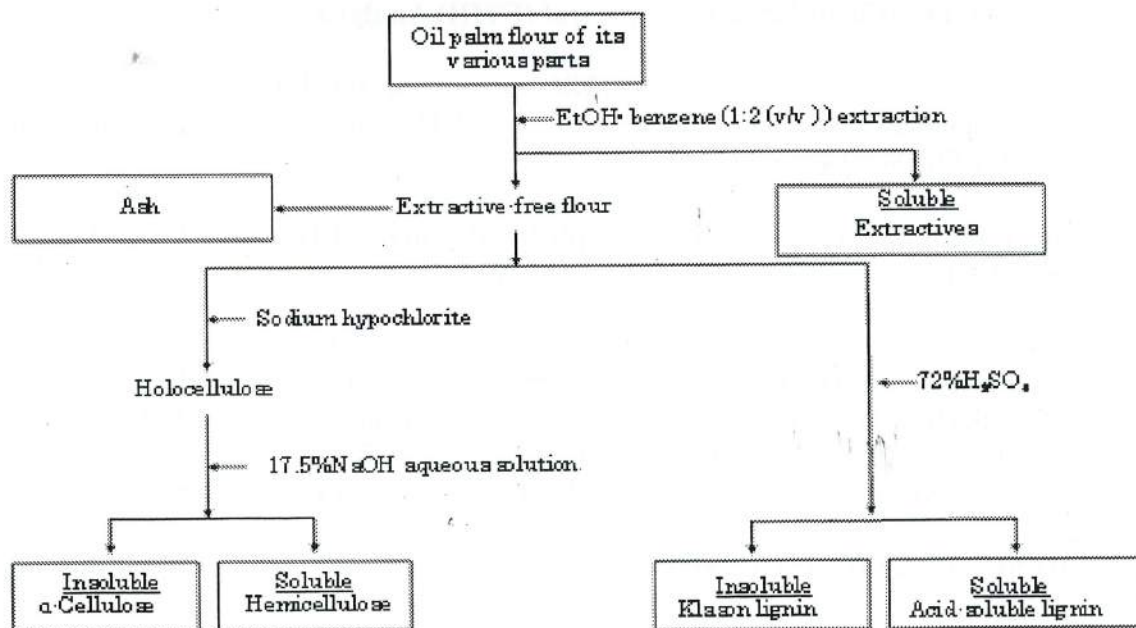 Oil palm flour of its
various parts
EtOH· benzene (1:2 (v/v)) extraction
Ash
Extractive·free flour
Soluble
Extractives
Sodium hypochlorite
Holocellulose
72%H₂SO₄
17.5%NaOH aqueous solution
Insoluble
α·Cellulose
Soluble
Hemicellulose
Insoluble
Klason lignin
Soluble
Acid·soluble lignin